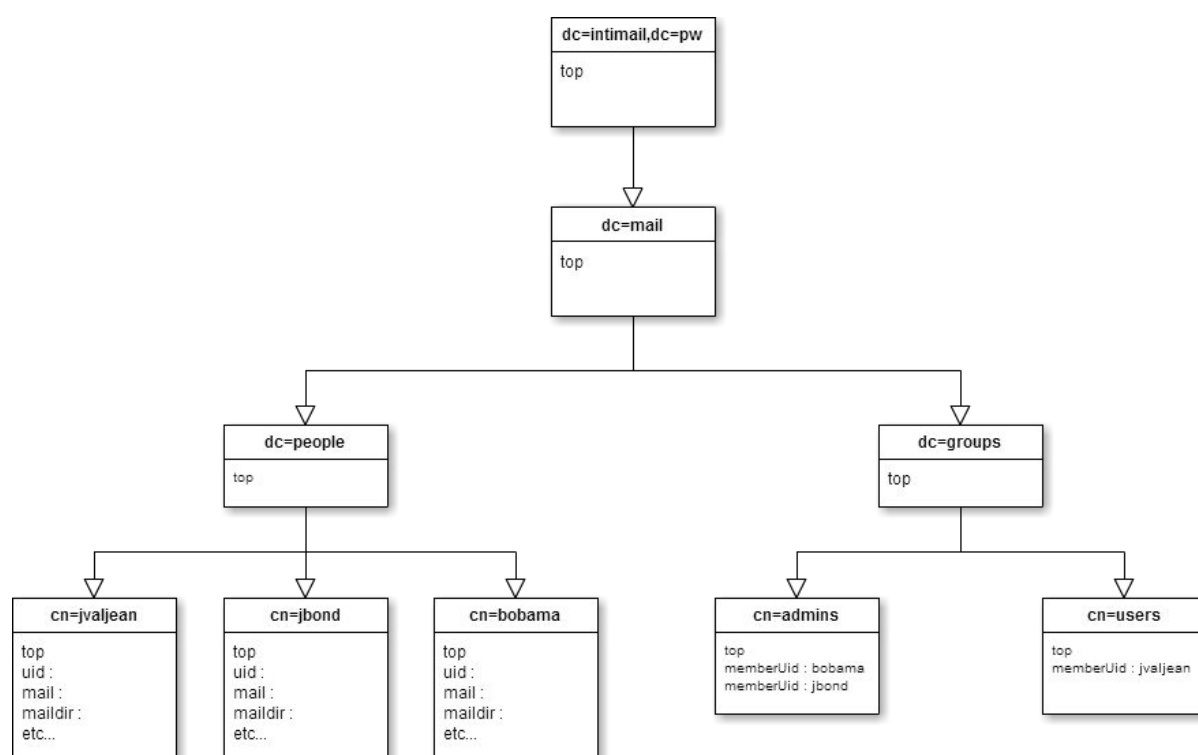 dc=intimail,dc=pw
top
dc=mail
top
dc=people
top
dc=groups
top
cn=jvaljean
top
uid :
mail :
maildir :
etc...
cn=jbond
top
uid :
mail :
maildir :
etc...
cn=bobama
top
uid :
mail :
maildir :
etc...
cn=admins
top
memberUid : bobama
memberUid : jbond
cn=users
top
memberUid : jvaljean